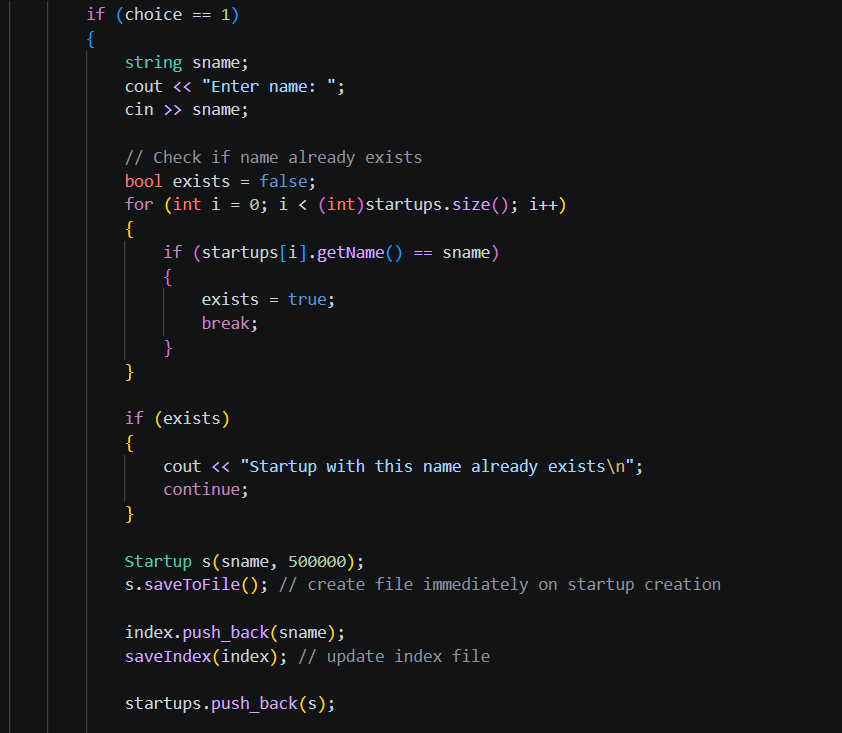 if (choice == 1)
{
string sname;
cout << "Enter name: ";
cin >> sname;
// Check if name already exists
bool exists = false;
for (int i = 0; i < (int)startups.size(); i++)
{
if (startups[i].getName() == sname)
{
exists = true;
break;
}
}
if (exists)
{
cout << "Startup with this name already exists\n";
continue;
}
Startup s(sname, 500000);
s.saveToFile(); // create file immediately on startup creation
index.push_back(sname);
saveIndex(index); // update index file
startups.push_back(s);